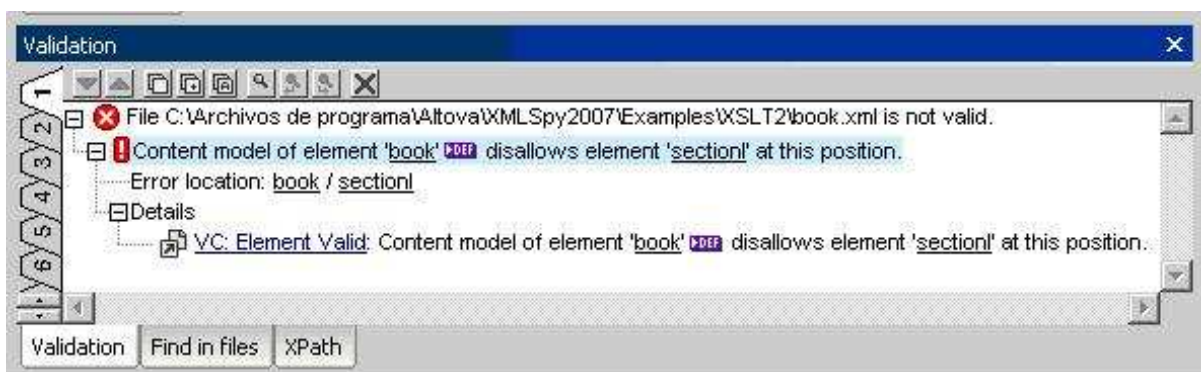 Validation
1
File C:\Archivos de programa\Altova\XMLSpy2007\Examples\XSLT2\book.xml is not valid.
2
Content model of element 'book' DEF disallows element 'sectionl' at this position.
3
Error location: book / sectionl
4
Details
5
VC: Element Valid: Content model of element 'book' DEF disallows element 'sectionl' at this position.
6
Validation Find in files XPath